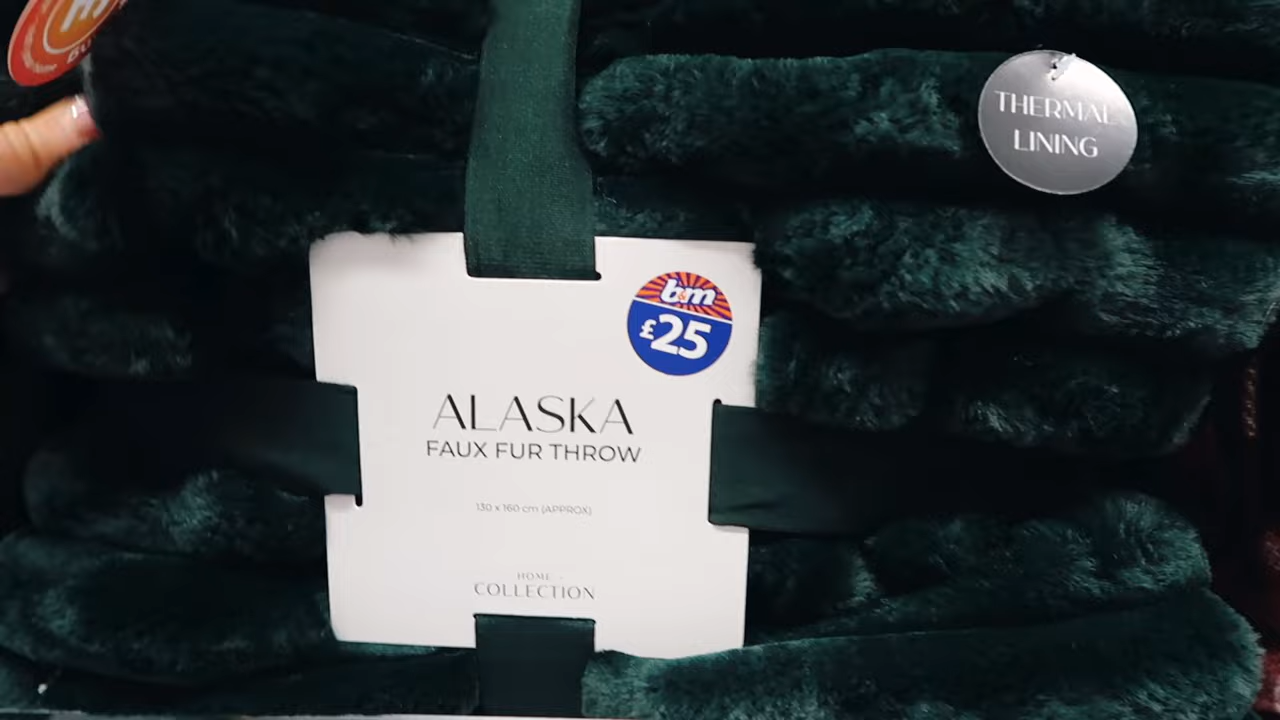 THERMAL
LINING
b&m
£25
ALASKA
FAUX FUR THROW
130 x 160 cm (APPROX)
HOME
COLLECTION